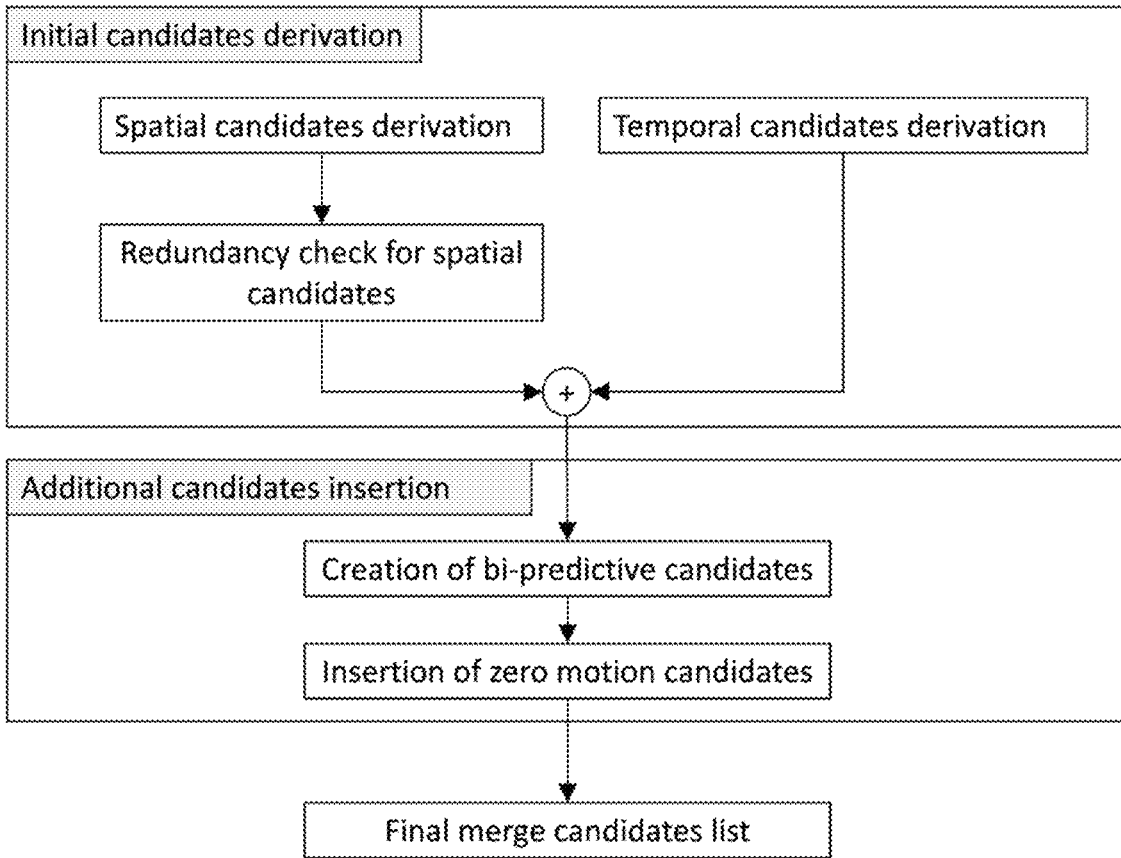 Initial candidates derivation
Spatial candidates derivation
Temporal candidates derivation
Redundancy check for spatial
candidates
+
Additional candidates insertion
Creation of bi-predictive candidates
Insertion of zero motion candidates
Final merge candidates list